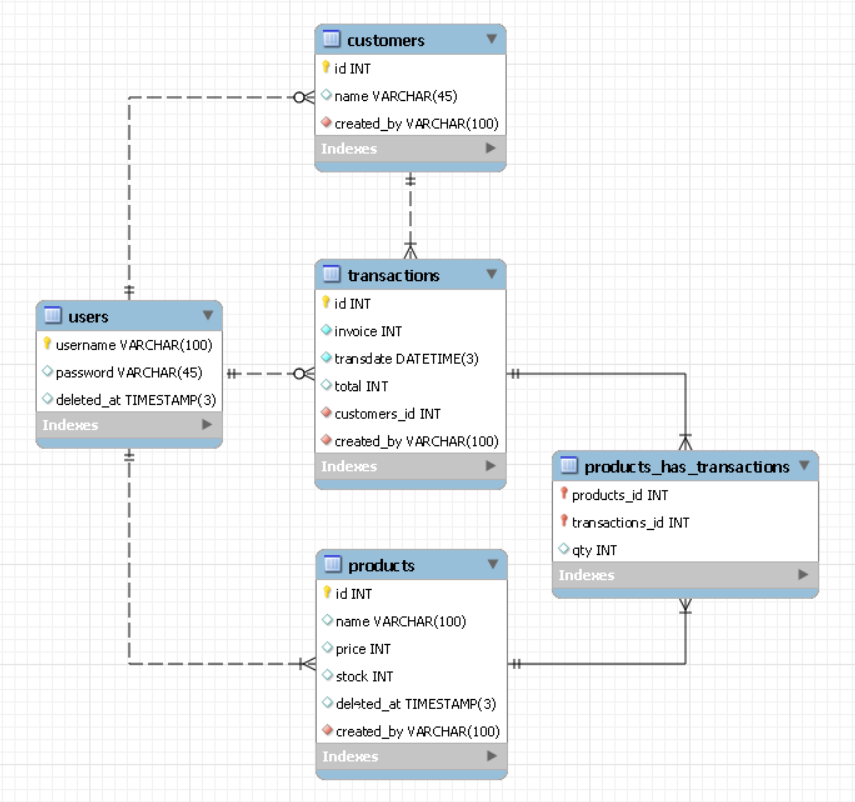 customers
id INT
name VARCHAR(45)
created_by VARCHAR(100)
Indexes
transactions
id INT
invoice INT
transdate DATETIME(3)
total INT
customers_id INT
created_by VARCHAR(100)
Indexes
users
username VARCHAR(100)
password VARCHAR(45)
deleted_at TIMESTAMP(3)
Indexes
products_has_transactions
products_id INT
transactions_id INT
qty INT
Indexes
products
id INT
name VARCHAR(100)
price INT
stock INT
deleted_at TIMESTAMP(3)
created_by VARCHAR(100)
Indexes